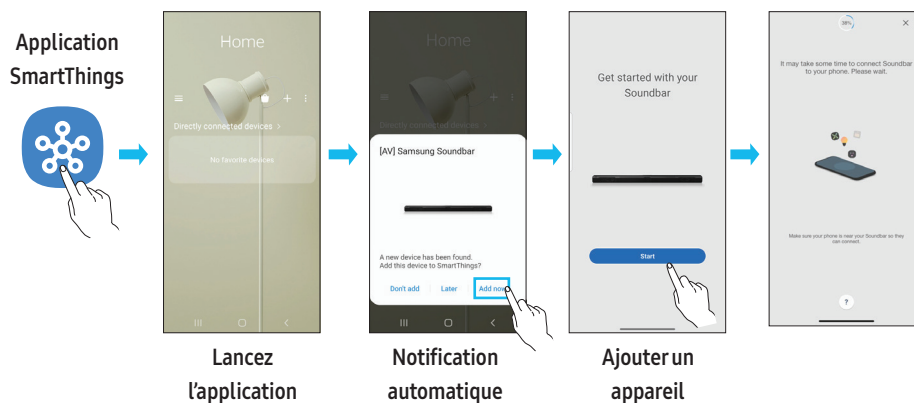 Application
SmartThings
Home
Directly connected devices >
No favorite devices
Lancez
l'application
Home
Directly connected devices >
[AV] Samsung Soundbar
A new device has been found.
Add this device to SmartThings?
Don't add
Later
Add now
Notification
automatique
Get started with your
Soundbar
Start
Ajouter un
appareil
39%
It may take some time to connect Soundbar
to your phone. Please wait.
Make sure your phone is near your Soundbar so they
can connect.
?